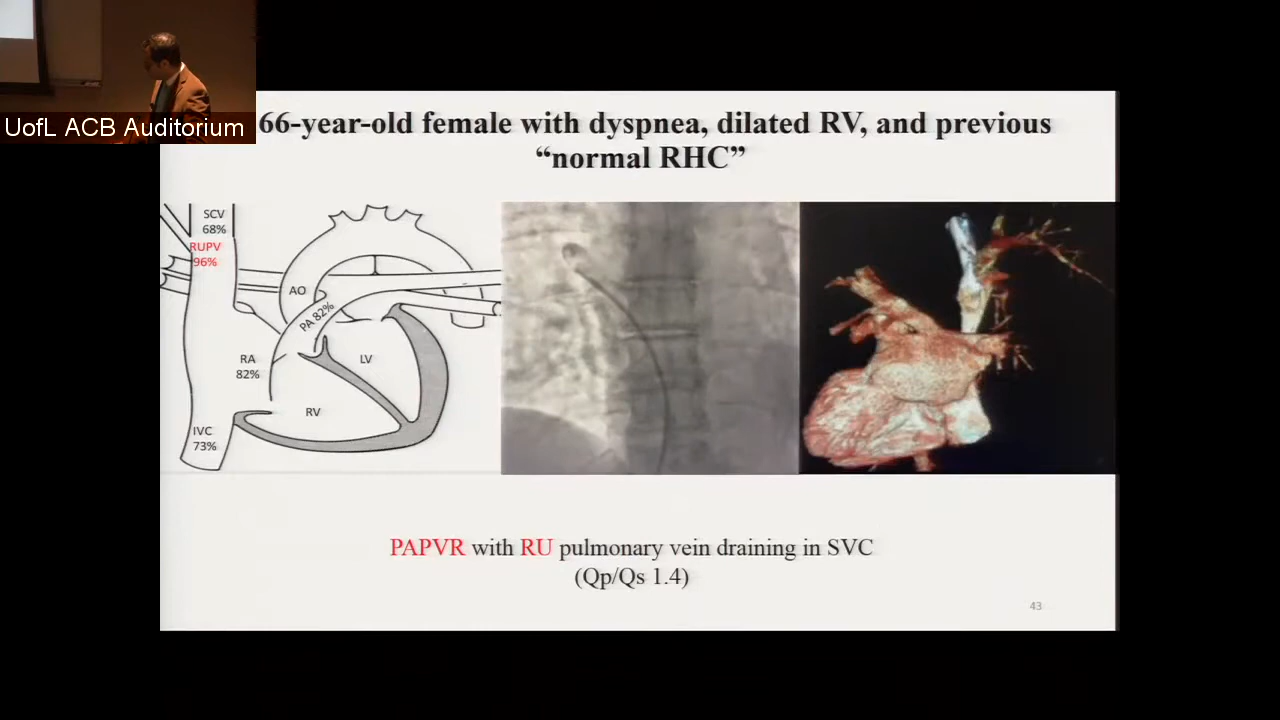 UofL ACB Auditorium
66-year-old female with dyspnea, dilated RV, and previous
“normal RHC”
SCV
68%
RUPV
96%
AO
PA 82%
RA
82%
LV
RV
IVC
73%
PAPVR with RU pulmonary vein draining in SVC
(Qp/Qs 1.4)
43